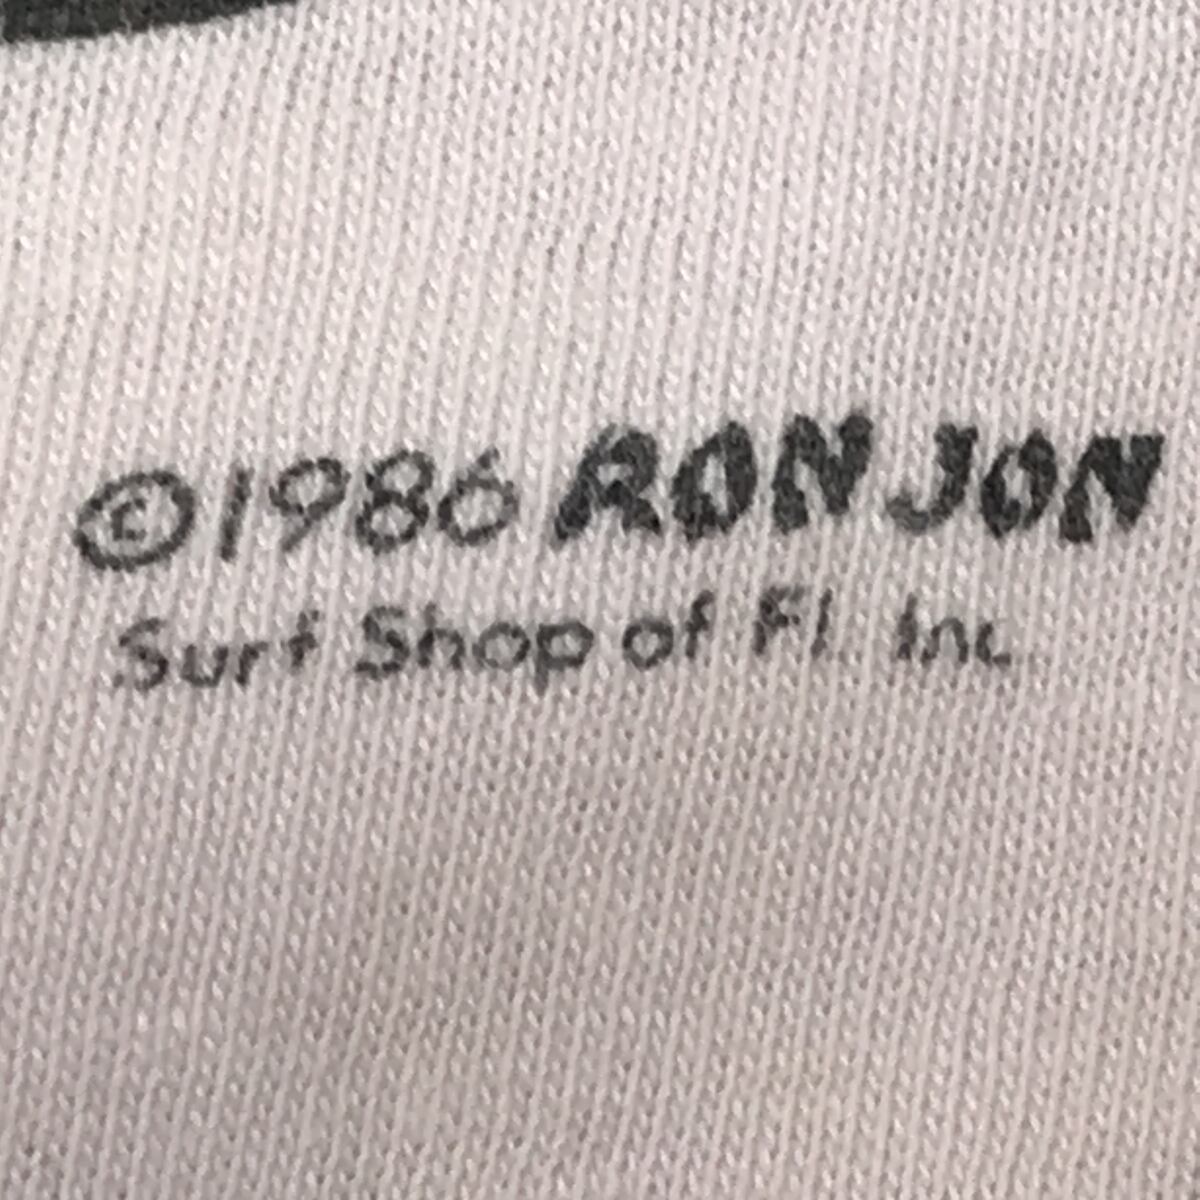 ©1986 RON JON
Surf Shop of Fl. Inc